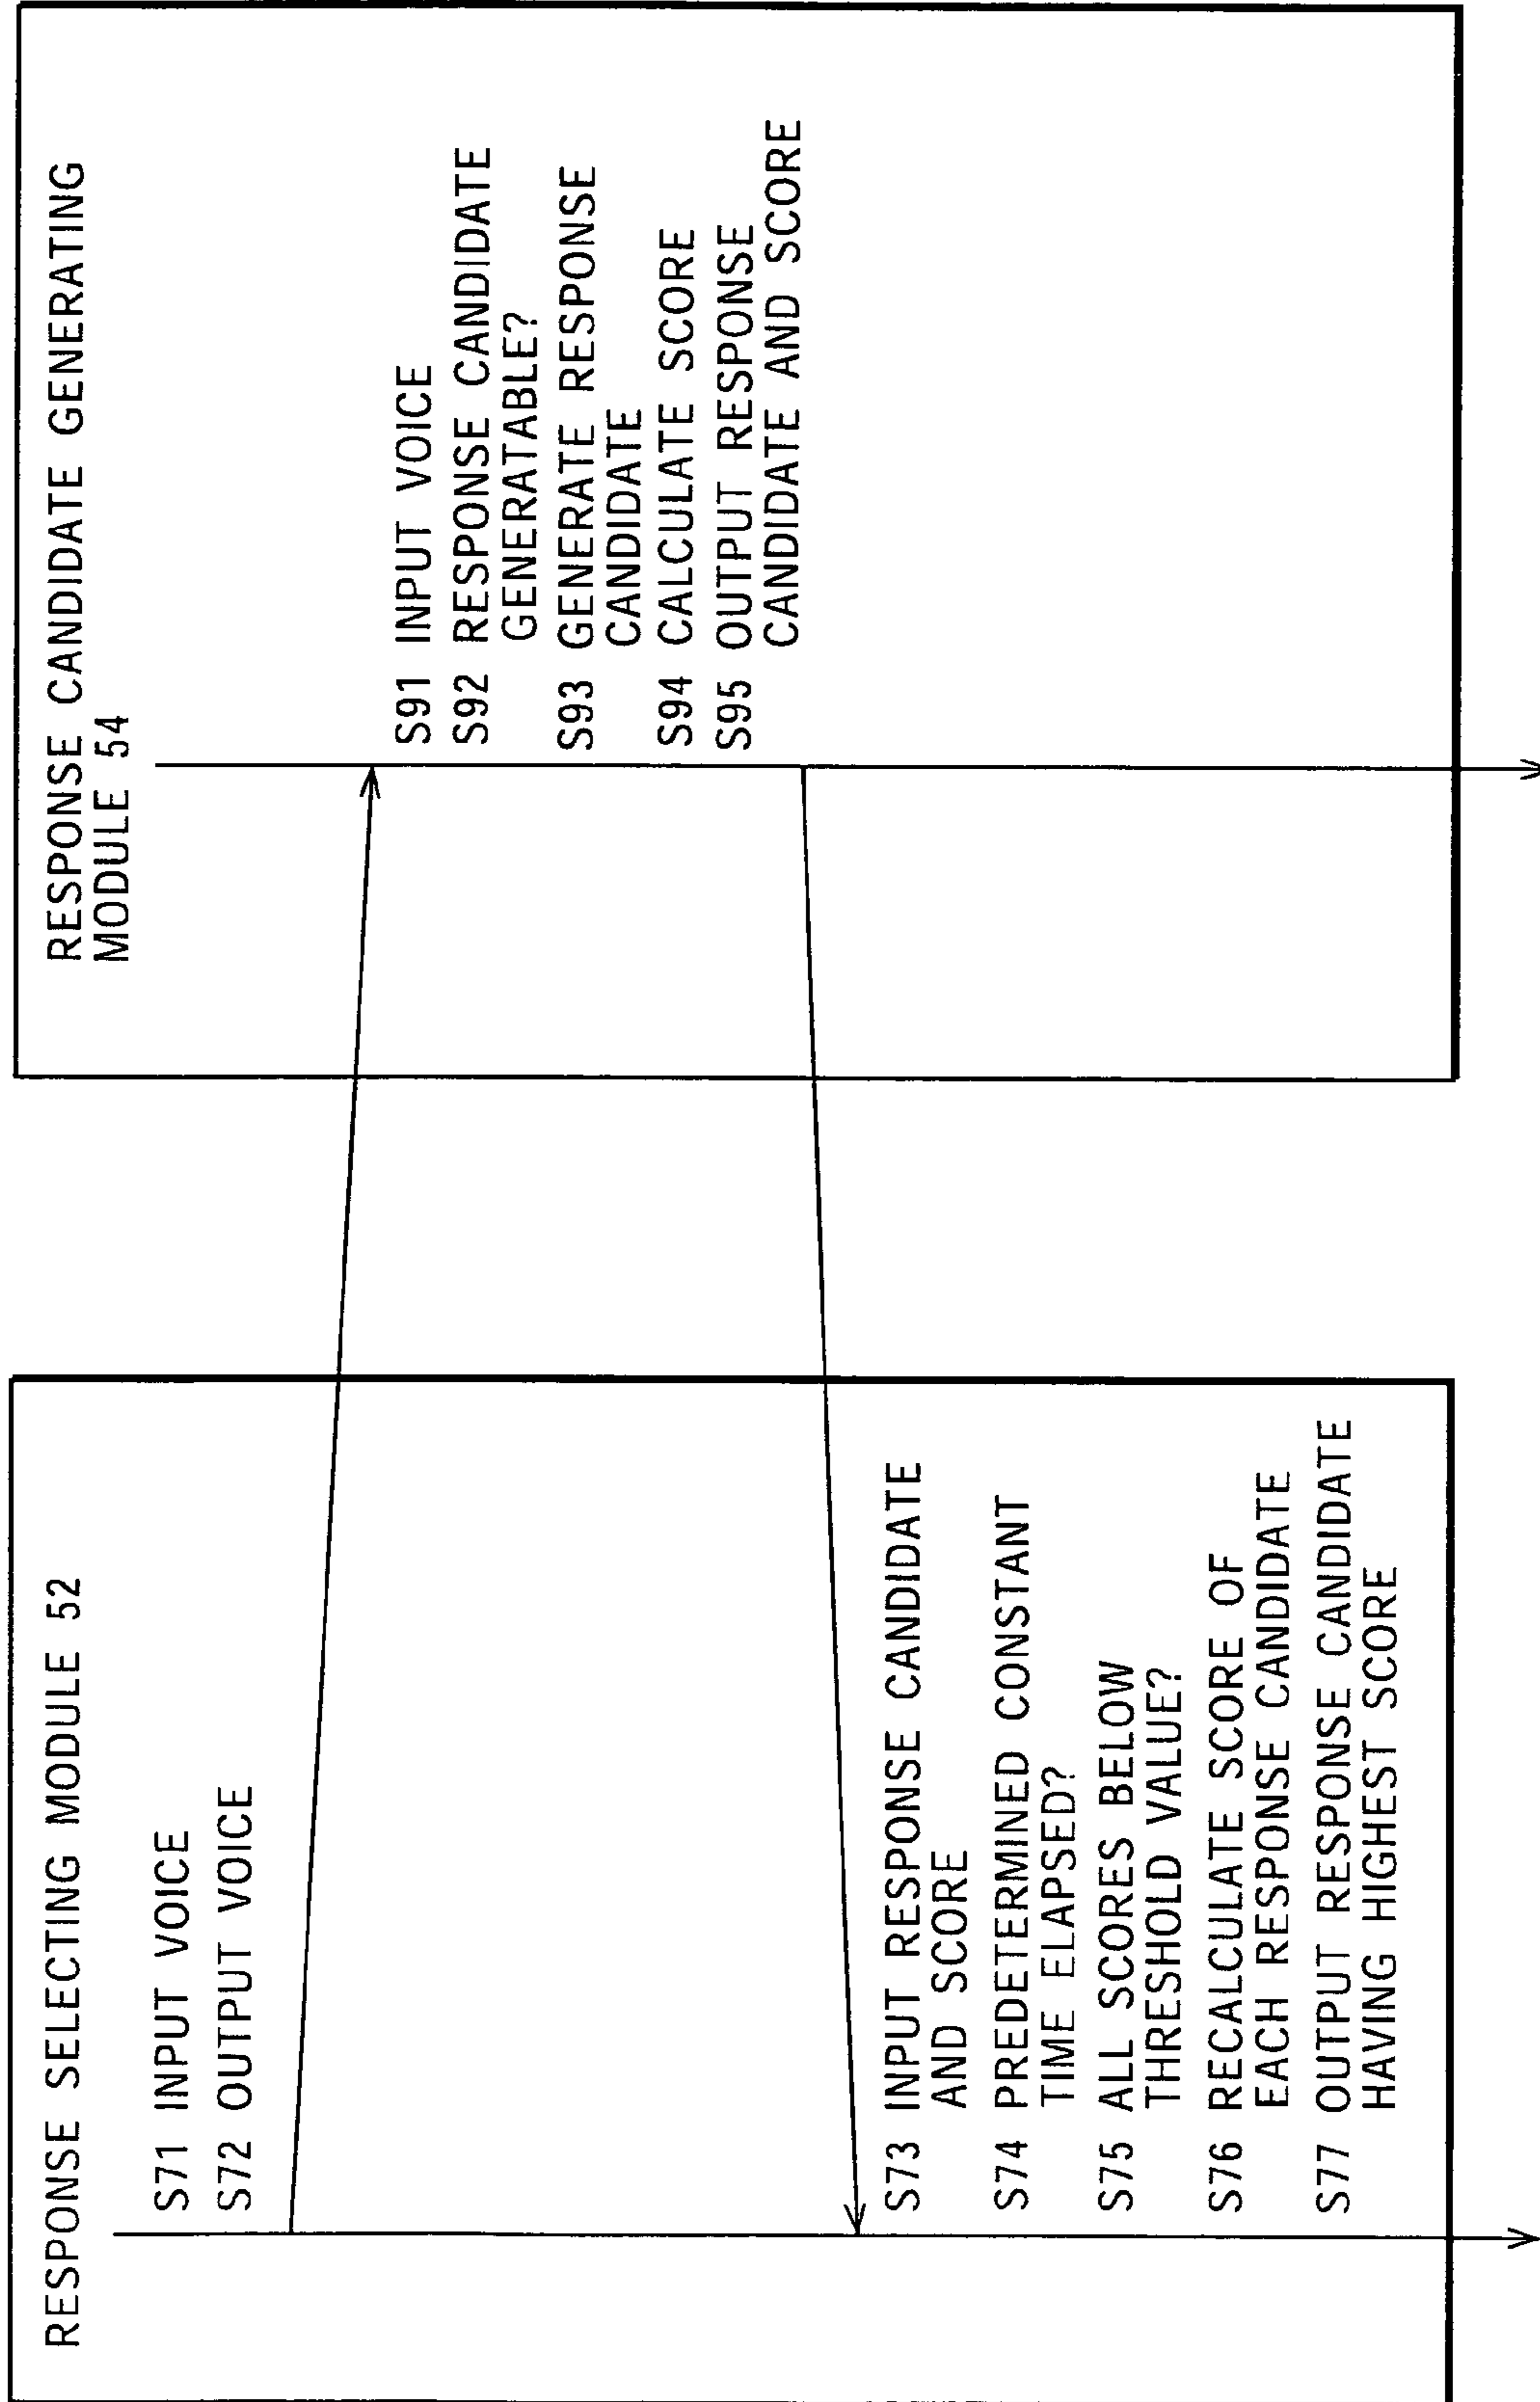 RESPONSE SELECTING MODULE 52
S71 INPUT VOICE
S72 OUTPUT VOICE
S73 INPUT RESPONSE CANDIDATE
AND SCORE
S74 PREDETERMINED CONSTANT
TIME ELAPSED?
S75 ALL SCORES BELOW
THRESHOLD VALUE?
S76 RECALCULATE SCORE OF
EACH RESPONSE CANDIDATE
S77 OUTPUT RESPONSE CANDIDATE
HAVING HIGHEST SCORE
RESPONSE CANDIDATE GENERATING
MODULE 54
S91 INPUT VOICE
S92 RESPONSE CANDIDATE
GENERATABLE?
S93 GENERATE RESPONSE
CANDIDATE
S94 CALCULATE SCORE
S95 OUTPUT RESPONSE
CANDIDATE AND SCORE